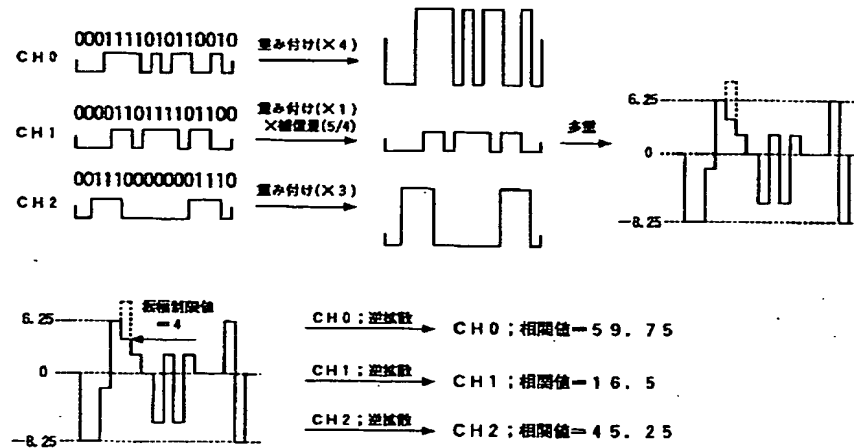 CH0 0001111010110010 重み付け(×4)
CH1 0000110111101100 重み付け(×1)
×補償量(5/4)
CH2 0011100000001110 重み付け(×3)
多重
6.25
0
−8.25
振幅制限値
=4
6.25
0
−8.25
CH0;逆拡散 CH0;相関値=59.75
CH1;逆拡散 CH1;相関値=16.5
CH2;逆拡散 CH2;相関値=45.25